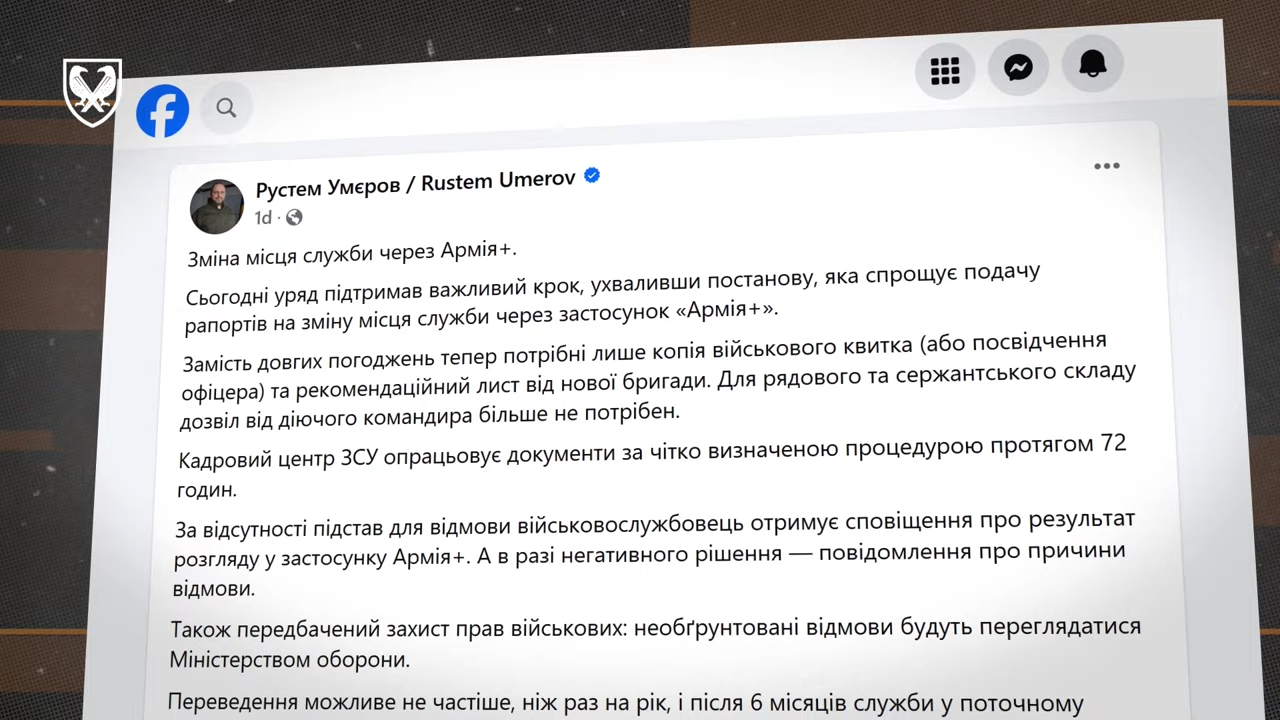 Рустем Умєров / Rustem Umerov
1d ·
Зміна місця служби через Армія+.
Сьогодні уряд підтримав важливий крок, ухваливши постанову, яка спрощує подачу
рапортів на зміну місця служби через застосунок «Армія+».
Замість довгих погоджень тепер потрібні лише копія військового квитка (або посвідчення
офіцера) та рекомендаційний лист від нової бригади. Для рядового та сержантського складу
дозвіл від діючого командира більше не потрібен.
Кадровий центр ЗСУ опрацьовує документи за чітко визначеною процедурою протягом 72
годин.
За відсутності підстав для відмови військовослужбовець отримує сповіщення про результат
розгляду у застосунку Армія+. А в разі негативного рішення — повідомлення про причини
відмови.
Також передбачений захист прав військових: необґрунтовані відмови будуть переглядатися
Міністерством оборони.
Переведення можливе не частіше, ніж раз на рік, і після 6 місяців служби у поточному